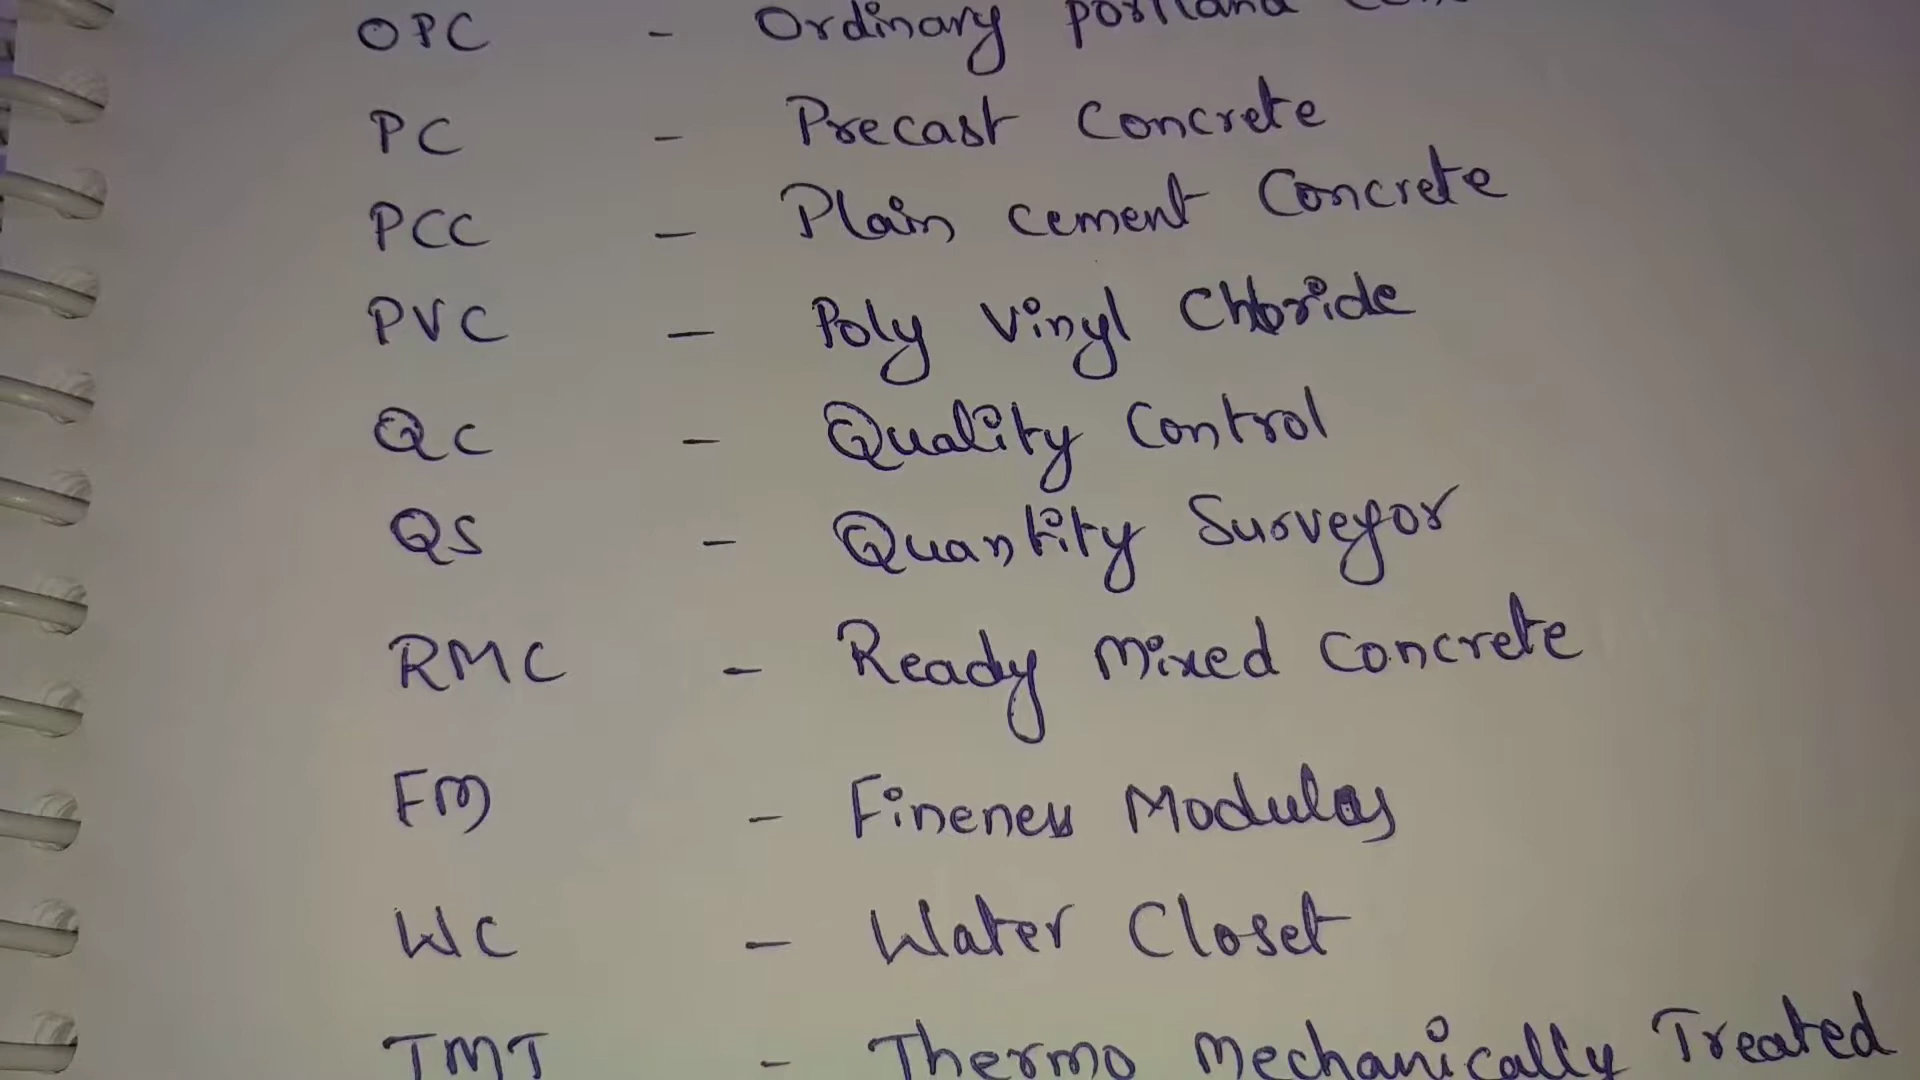 OPC - Ordinary Portland
PC - Precast Concrete
PCC - Plain cement Concrete
PVC - Poly Vinyl Chloride
QC - Quality Control
QS - Quantity Surveyor
RMC - Ready Mixed Concrete
FM - Fineness Modulus
WC - Water Closet
TMT - Thermo Mechanically Treated